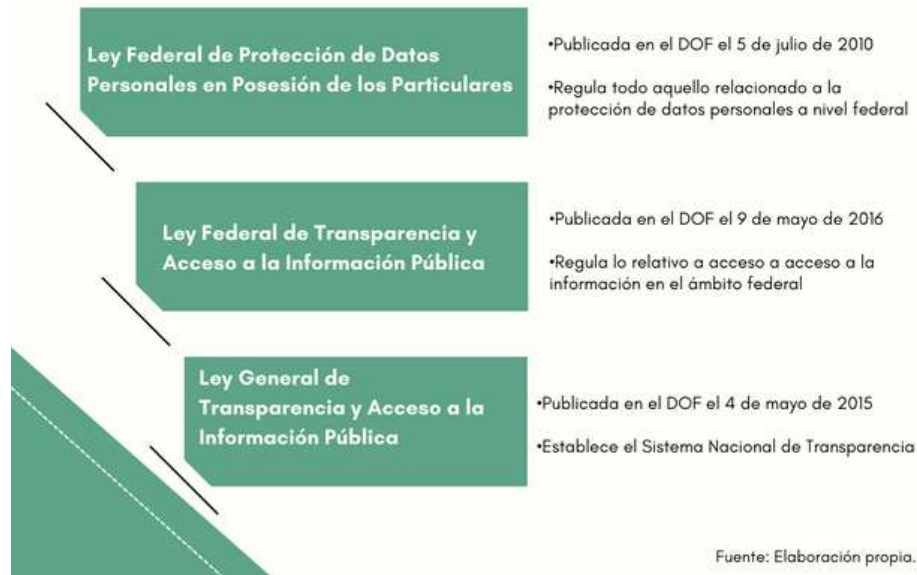 Ley Federal de Protección de Datos
Personales en Posesión de los Particulares
•Publicada en el DOF el 5 de julio de 2010
•Regula todo aquello relacionado a la
protección de datos personales a nivel federal
Ley Federal de Transparencia y
Acceso a la Información Pública
•Publicada en el DOF el 9 de mayo de 2016
•Regula lo relativo a acceso a acceso a la
información en el ámbito federal
Ley General de
Transparencia y Acceso a la
Información Pública
•Publicada en el DOF el 4 de mayo de 2015
•Establece el Sistema Nacional de Transparencia
Fuente: Elaboración propia.